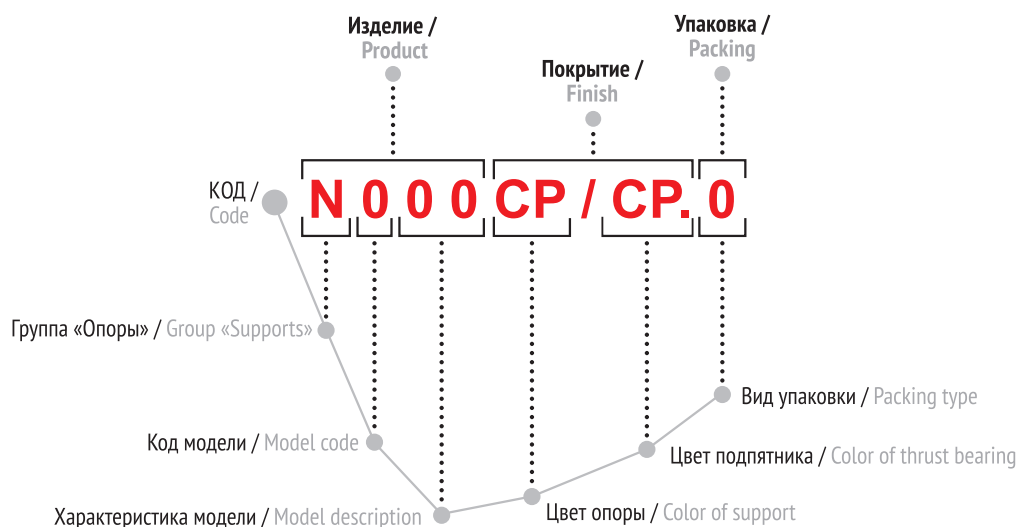 Изделие /
Product
Упаковка /
Packing
Покрытие /
Finish
КОД /
Code
N 0 0 0 CP / CP. 0
Группа «Опоры» / Group «Supports»
Вид упаковки / Packing type
Код модели / Model code
Цвет подпятника / Color of thrust bearing
Характеристика модели / Model description
Цвет опоры / Color of support